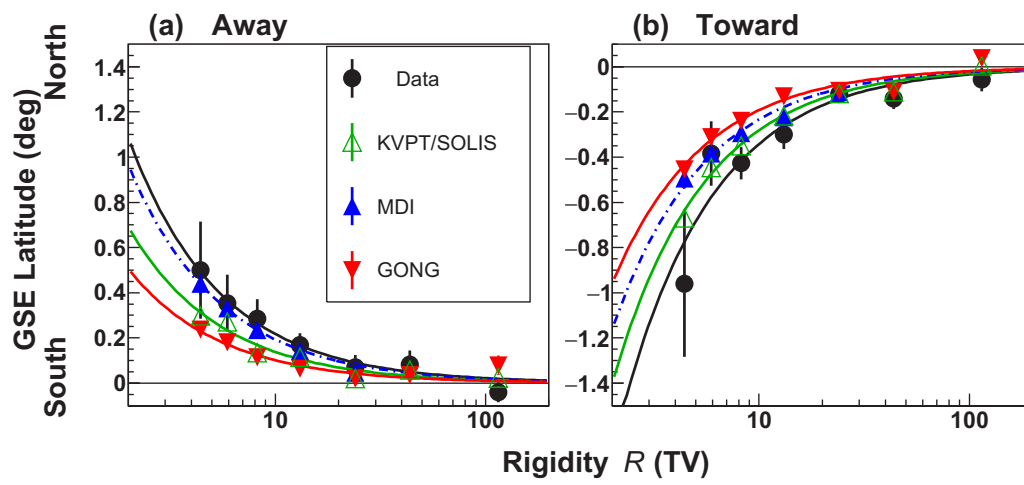 (a) Away
(b) Toward
GSE Latitude (deg)
North
South
1.4
1.2
1
0.8
0.6
0.4
0.2
0
10
100
Data
KVPT/SOLIS
MDI
GONG
0
−0.2
−0.4
−0.6
−0.8
−1
−1.2
−1.4
10
100
Rigidity R (TV)